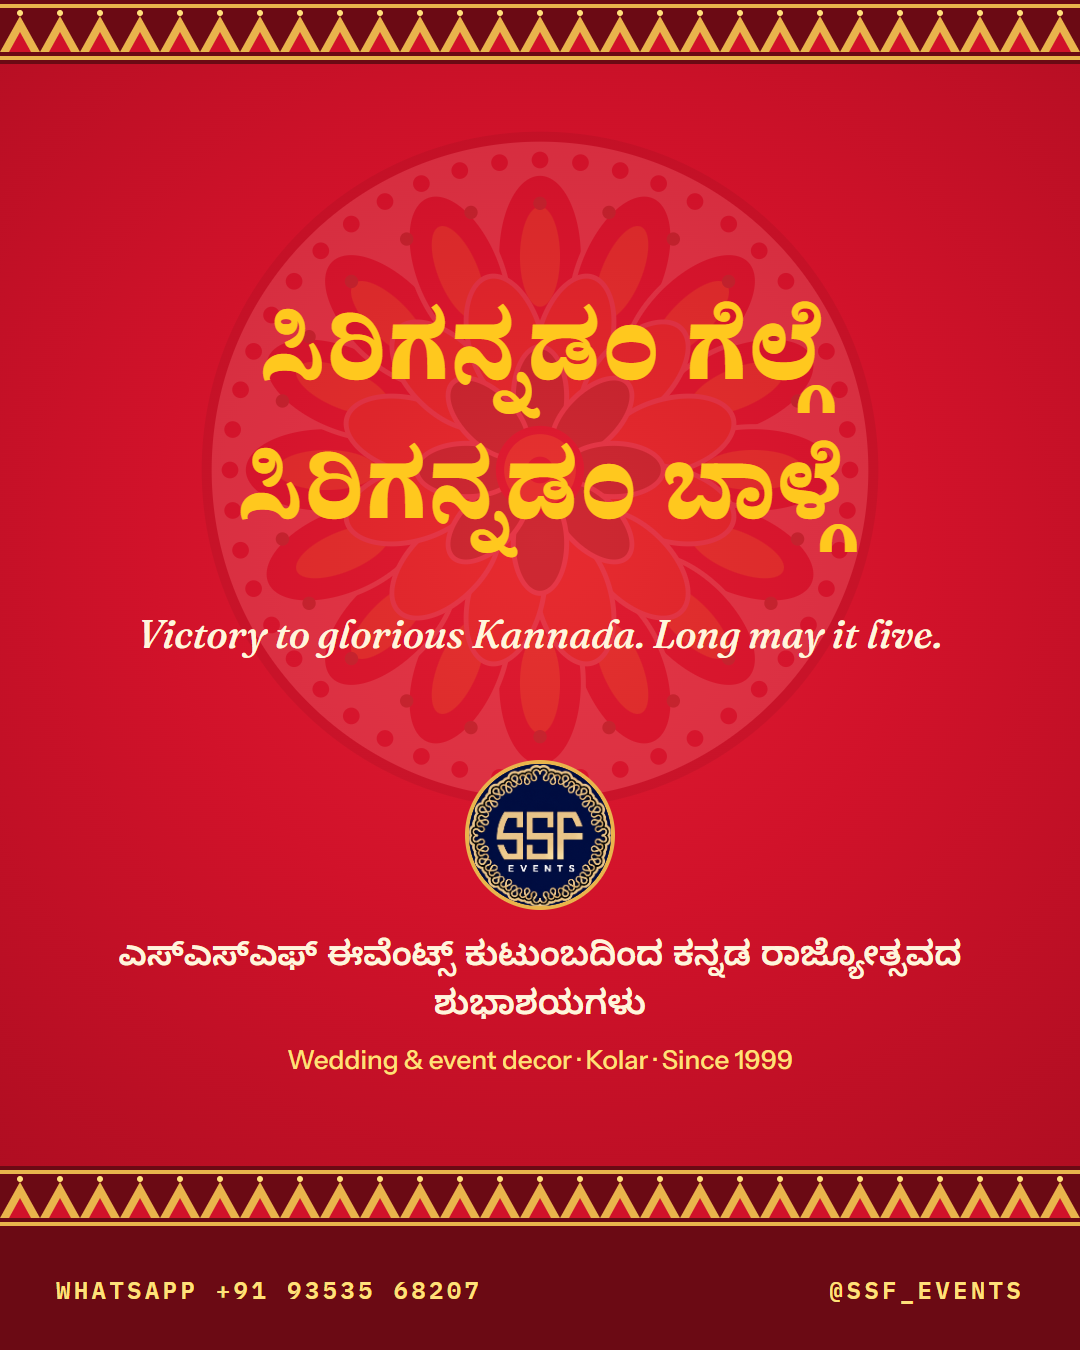 ಸಿರಿಗನ್ನಡಂ ಗೆಲ್ಗೆ
ಸಿರಿಗನ್ನಡಂ ಬಾಳ್ಗೆ
Victory to glorious Kannada. Long may it live.
SSF
EVENTS
ಎಸ್ಎಸ್ಎಫ್ ಈವೆಂಟ್ಸ್ ಕುಟುಂಬದಿಂದ ಕನ್ನಡ ರಾಜ್ಯೋತ್ಸವದ
ಶುಭಾಶಯಗಳು
Wedding & event decor · Kolar · Since 1999
WHATSAPP +91 93535 68207
@SSF_EVENTS